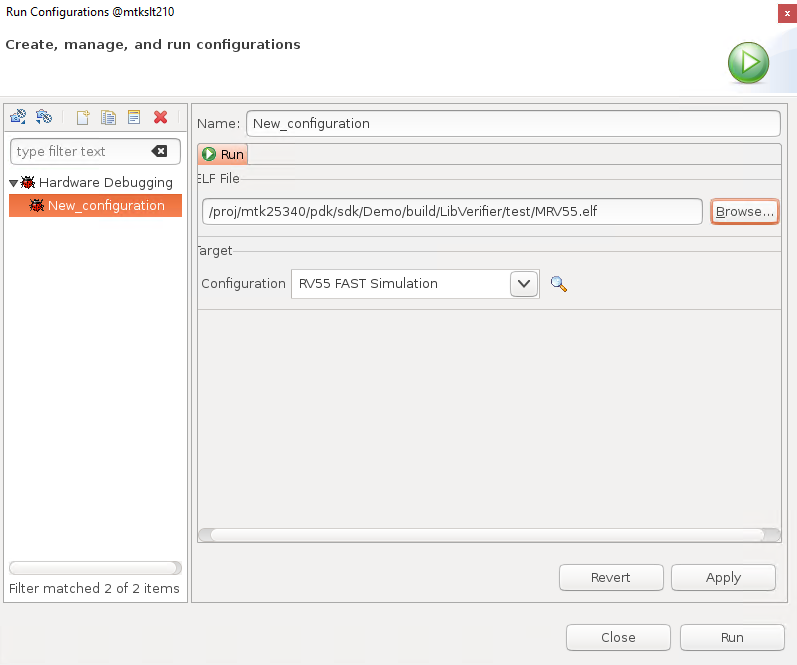 Run Configurations @mtkslt210
x
Create, manage, and run configurations
Name: New_configuration
type filter text
Run
Hardware Debugging
ELF File
New_configuration
/proj/mtk25340/pdk/sdk/Demo/build/LibVerifier/test/MRV55.elf Browse...
Target
Configuration RV55 FAST Simulation
Filter matched 2 of 2 items
Revert Apply
Close Run